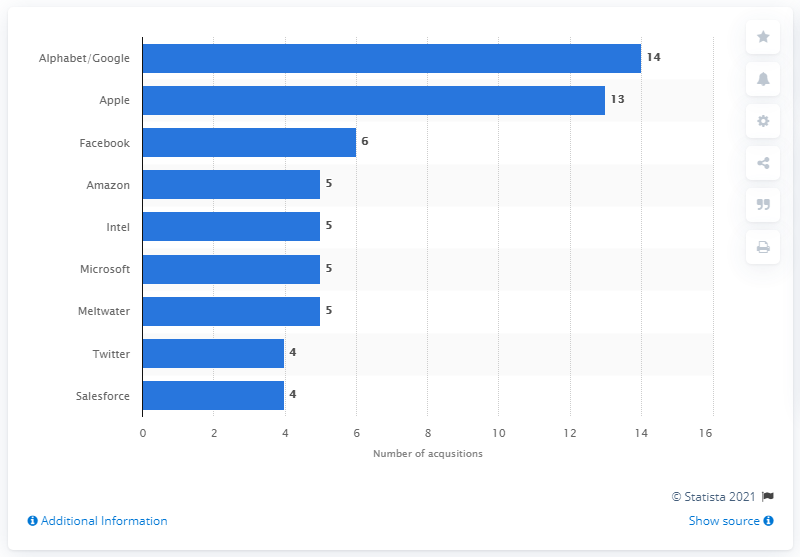 Alphabet/Google 14
Apple 13
Facebook 6
Amazon 5
Intel 5
Microsoft 5
Meltwater 5
Twitter 4
Salesforce 4
0 2 4 6 8 10 12 14 16
Number of acqusitions
© Statista 2021
Additional Information
Show source